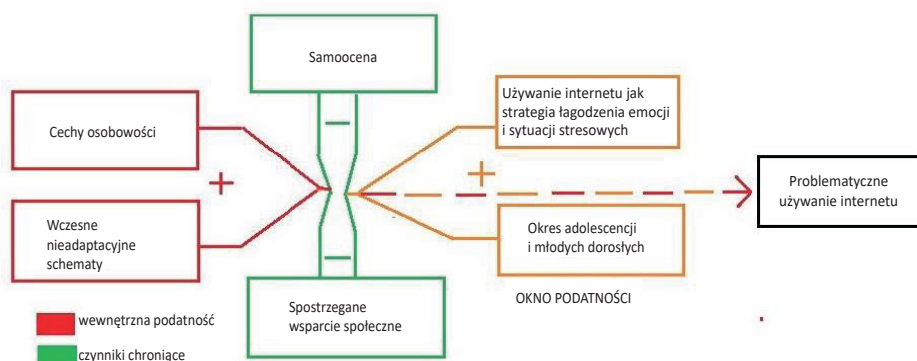 Samoocena
Cechy osobowości
Używanie internetu jak
strategia łagodzenia emocji
i sytuacji stresowych
Problematyczne
używanie internetu
Wczesne
nieadaptacyjne
schematy
Okres adolescencji
i młodych dorosłych
Spostrzegane
wsparcie społeczne
OKNO PODATNOŚCI
wewnętrzna podatność
czynniki chroniące